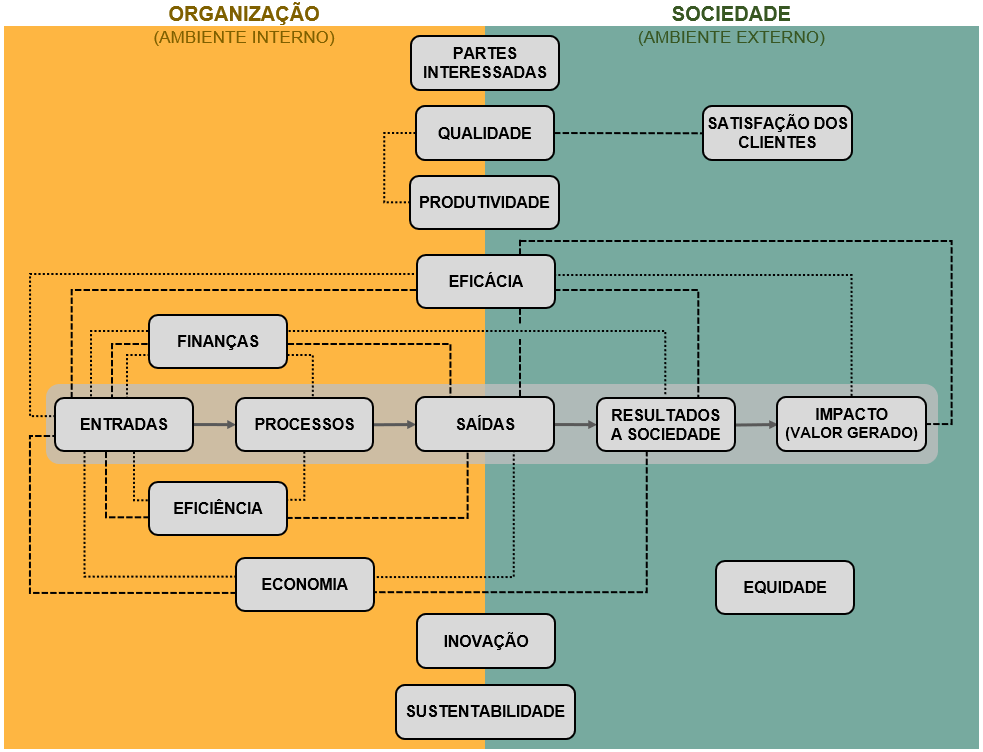 ORGANIZAÇÃO
(AMBIENTE INTERNO)
SOCIEDADE
(AMBIENTE EXTERNO)
PARTES
INTERESSADAS
QUALIDADE
SATISFAÇÃO DOS
CLIENTES
PRODUTIVIDADE
EFICÁCIA
FINANÇAS
ENTRADAS
PROCESSOS
SAÍDAS
RESULTADOS
A SOCIEDADE
IMPACTO
(VALOR GERADO)
EFICIÊNCIA
ECONOMIA
EQUIDADE
INOVAÇÃO
SUSTENTABILIDADE